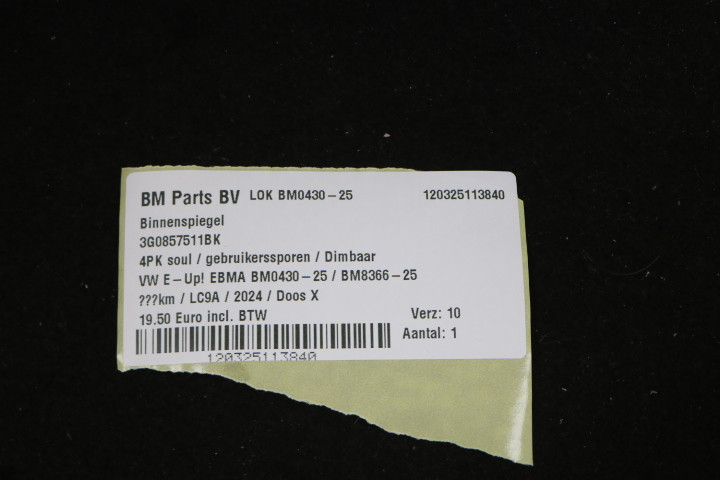 BM Parts BV LOK BM0430-25 120325113840
Binnenspiegel
3G0857511BK
4PK soul / gebruikerssporen / Dimbaar
VW E-Up! EBMA BM0430-25 / BM8366-25
???km / LC9A / 2024 / Doos X
19.50 Euro incl. BTW Verz: 10
Aantal: 1
120325113840